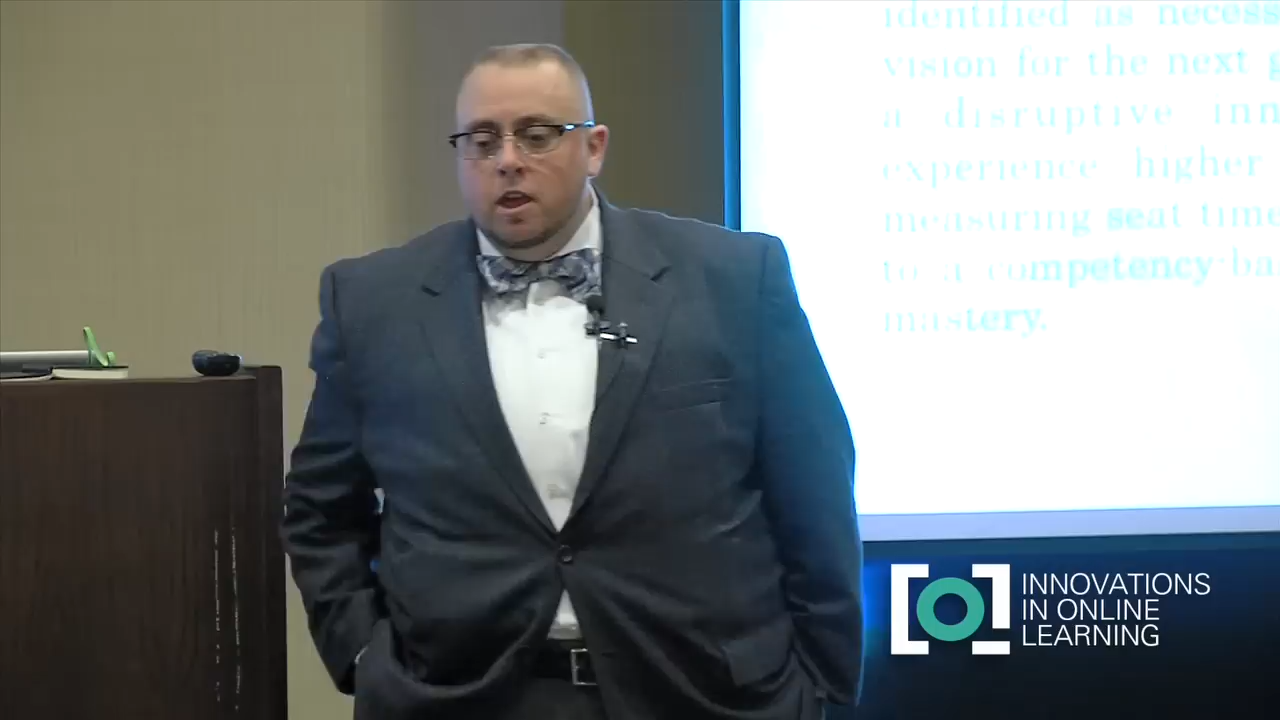 identified as
vision for the next
a disruptive
experience higher
measuring seat time
to a competency-
mastery.
INNOVATIONS
IN ONLINE
LEARNING